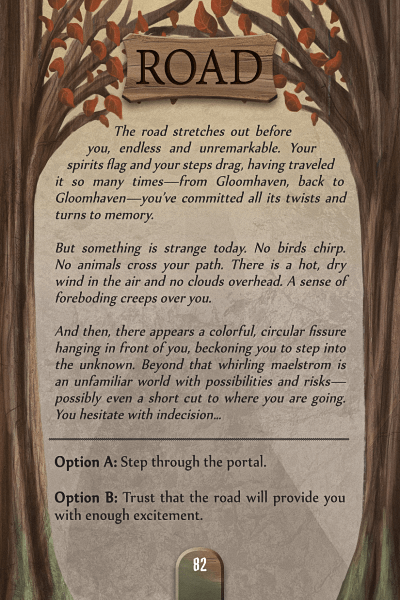 ROAD
The road stretches out before
you, endless and unremarkable. Your
spirits flag and your steps drag, having traveled
it so many times—from Gloomhaven, back to
Gloomhaven—you've committed all its twists and
turns to memory.
But something is strange today. No birds chirp.
No animals cross your path. There is a hot, dry
wind in the air and no clouds overhead. A sense of
foreboding creeps over you.
And then, there appears a colorful, circular fissure
hanging in front of you, beckoning you to step into
the unknown. Beyond that whirling maelstrom is
an unfamiliar world with possibilities and risks—
possibly even a short cut to where you are going.
You hesitate with indecision...
Option A: Step through the portal.
Option B: Trust that the road will provide you
with enough excitement.
82